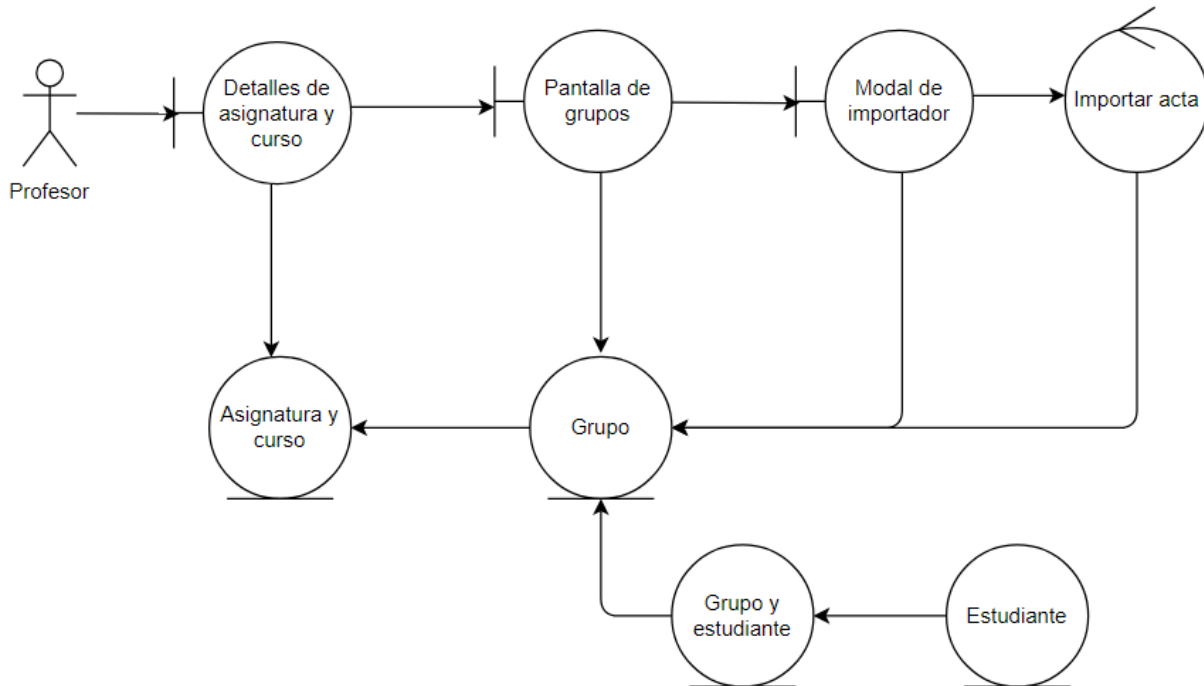 Detalles de
asignatura y
curso
Pantalla de
grupos
Modal de
importador
Importar acta
Profesor
Asignatura y
curso
Grupo
Grupo y
estudiante
Estudiante